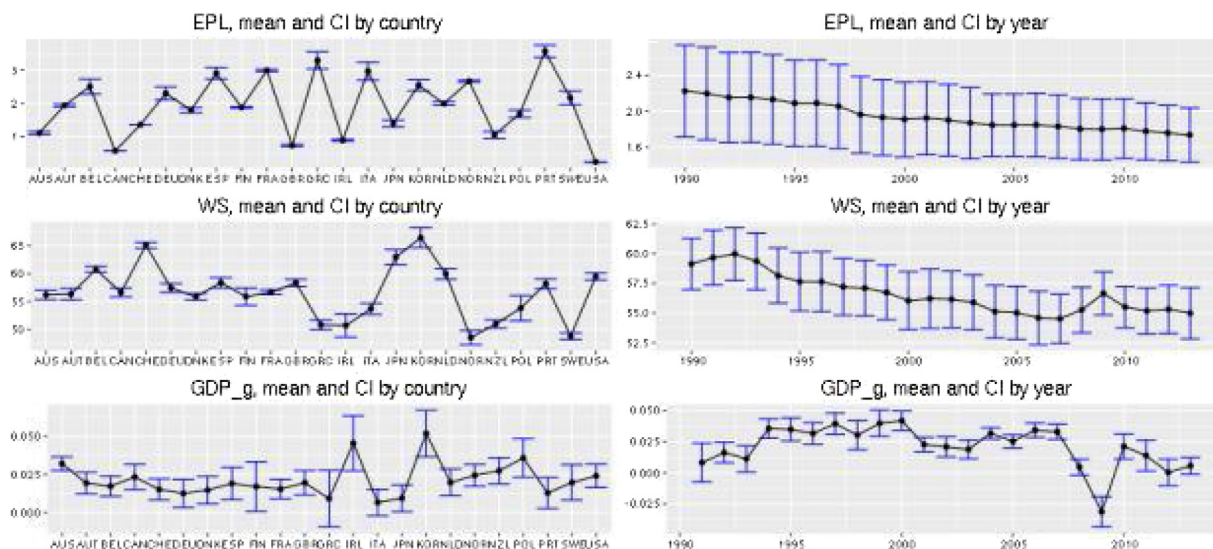 EPL, mean and CI by country
EPL, mean and CI by year
3
2
1
2.4
2.0
1.6
AUS AUT BEL CAN CHE DEU DNK ESP FIN FRA GBR GRC IRL ITA JPN KOR NLD NOR NZL POL PRT SWE USA
1990 1995 2000 2005 2010
WS, mean and CI by country
WS, mean and CI by year
65
60
55
50
62.5
60.0
57.5
55.0
52.5
AUS AUT BEL CAN CHE DEU DNK ESP FIN FRA GBR GRC IRL ITA JPN KOR NLD NOR NZL POL PRT SWE USA
1990 1995 2000 2005 2010
GDP_g, mean and CI by country
GDP_g, mean and CI by year
0.050
0.025
0.000
0.050
0.025
0.000
-0.025
AUS AUT BEL CAN CHE DEU DNK ESP FIN FRA GBR GRC IRL ITA JPN KOR NLD NOR NZL POL PRT SWE USA
1990 1995 2000 2005 2010